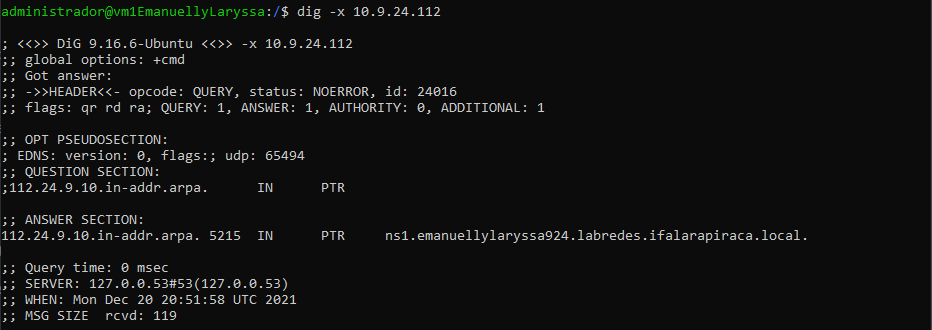 administrador@vm1EmanuellyLaryssa:/$ dig -x 10.9.24.112
; <<>> DiG 9.16.6-Ubuntu <<>> -x 10.9.24.112
;; global options: +cmd
;; Got answer:
;; ->>HEADER<<- opcode: QUERY, status: NOERROR, id: 24016
;; flags: qr rd ra; QUERY: 1, ANSWER: 1, AUTHORITY: 0, ADDITIONAL: 1
;; OPT PSEUDOSECTION:
; EDNS: version: 0, flags:; udp: 65494
;; QUESTION SECTION:
;112.24.9.10.in-addr.arpa.      IN      PTR
;; ANSWER SECTION:
112.24.9.10.in-addr.arpa. 5215  IN      PTR     ns1.emanuellylaryssa924.labredes.ifalarapiraca.local.
;; Query time: 0 msec
;; SERVER: 127.0.0.53#53(127.0.0.53)
;; WHEN: Mon Dec 20 20:51:58 UTC 2021
;; MSG SIZE  rcvd: 119